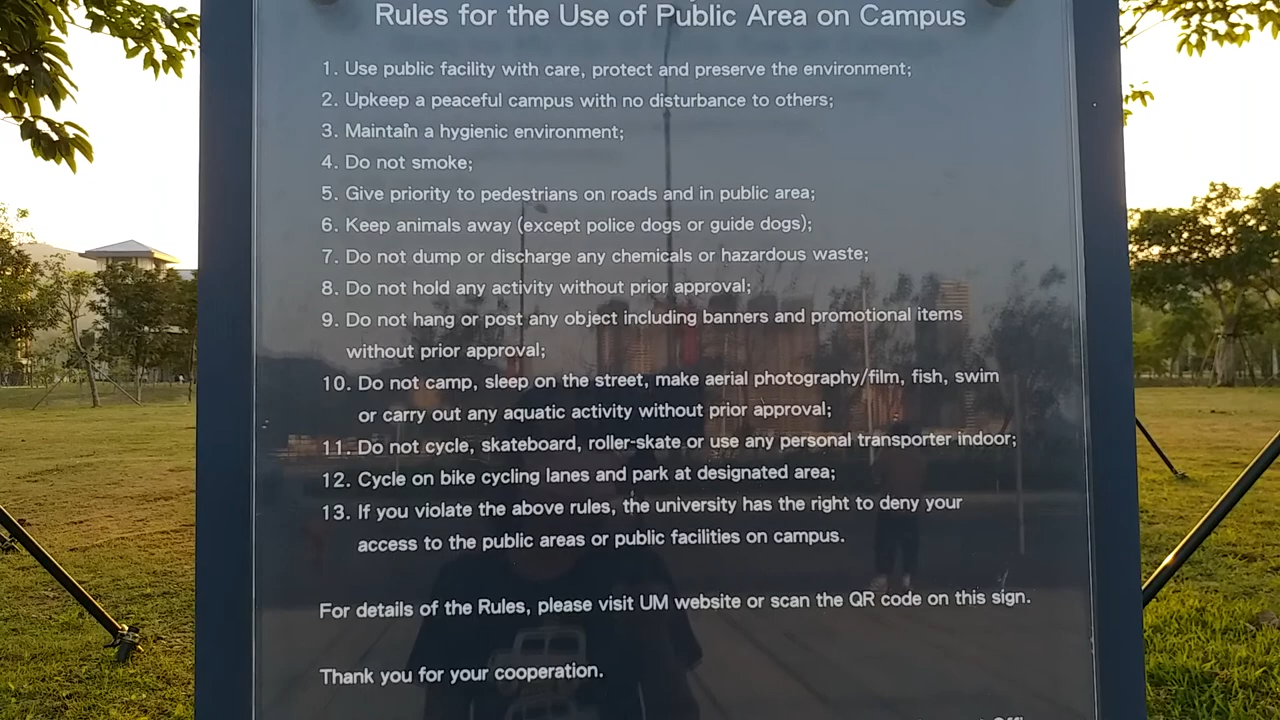 Rules for the Use of Public Area on Campus
1. Use public facility with care, protect and preserve the environment;
2. Upkeep a peaceful campus with no disturbance to others;
3. Maintain a hygienic environment;
4. Do not smoke;
5. Give priority to pedestrians on roads and in public area;
6. Keep animals away (except police dogs or guide dogs);
7. Do not dump or discharge any chemicals or hazardous waste;
8. Do not hold any activity without prior approval;
9. Do not hang or post any object including banners and promotional items
without prior approval;
10. Do not camp, sleep on the street, make aerial photography/film, fish, swim
or carry out any aquatic activity without prior approval;
11. Do not cycle, skateboard, roller-skate or use any personal transporter indoor;
12. Cycle on bike cycling lanes and park at designated area;
13. If you violate the above rules, the university has the right to deny your
access to the public areas or public facilities on campus.
For details of the Rules, please visit UM website or scan the QR code on this sign.
Thank you for your cooperation.